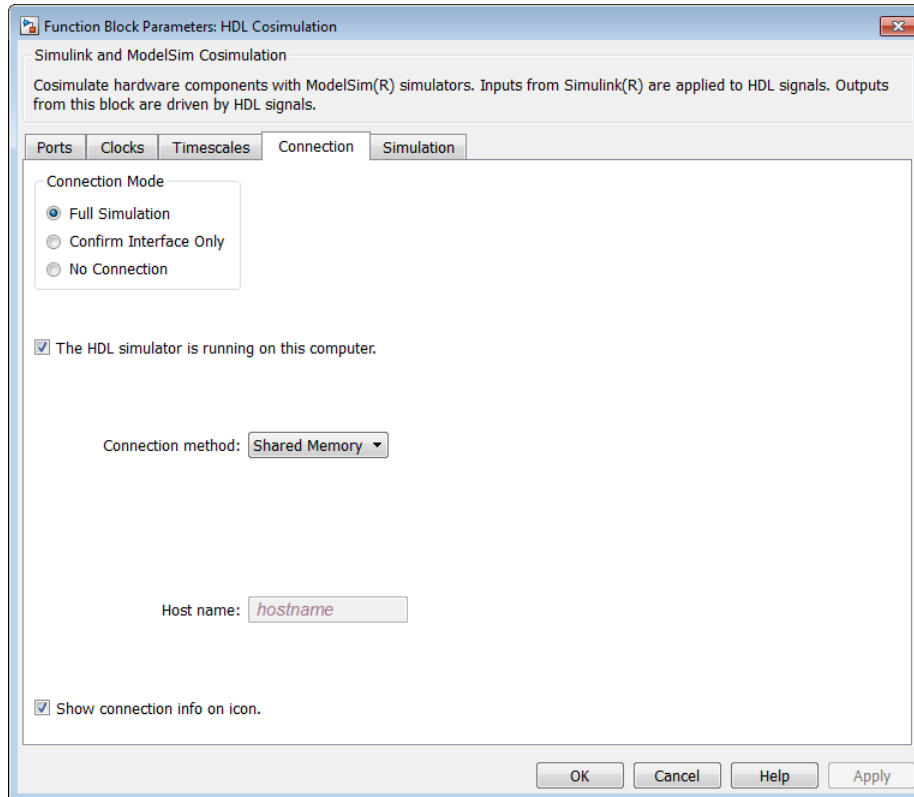 Function Block Parameters: HDL Cosimulation
Simulink and ModelSim Cosimulation
Cosimulate hardware components with ModelSim(R) simulators. Inputs from Simulink(R) are applied to HDL signals. Outputs
from this block are driven by HDL signals.
Ports Clocks Timescales Connection Simulation
Connection Mode
Full Simulation
Confirm Interface Only
No Connection
The HDL simulator is running on this computer.
Connection method: Shared Memory
Host name: hostname
Show connection info on icon.
OK Cancel Help Apply